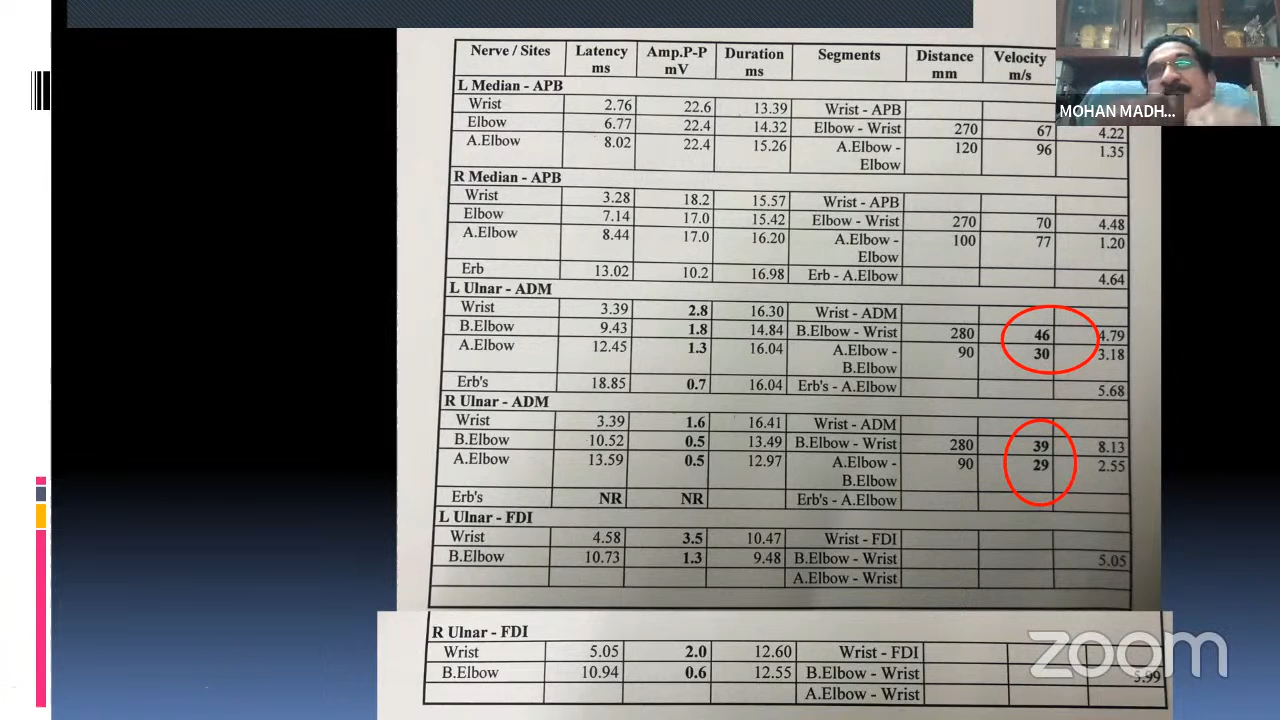 Nerve / Sites Latency ms Amp.P-P mV Duration ms Segments Distance mm Velocity m/s
L Median - APB
Wrist 2.76 22.6 13.39 Wrist - APB
Elbow 6.77 22.4 14.32 Elbow - Wrist 270 67 4.22
A.Elbow 8.02 22.4 15.26 A.Elbow - Elbow 120 96 1.35
R Median - APB
Wrist 3.28 18.2 15.57 Wrist - APB
Elbow 7.14 17.0 15.42 Elbow - Wrist 270 70 4.48
A.Elbow 8.44 17.0 16.20 A.Elbow - Elbow 100 77 1.20
Erb 13.02 10.2 16.98 Erb - A.Elbow 4.64
L Ulnar - ADM
Wrist 3.39 2.8 16.30 Wrist - ADM
B.Elbow 9.43 1.8 14.84 B.Elbow - Wrist 280 46 4.79
A.Elbow 12.45 1.3 16.04 A.Elbow - B.Elbow 90 30 3.18
Erb's 18.85 0.7 16.04 Erb's - A.Elbow 5.68
R Ulnar - ADM
Wrist 3.39 1.6 16.41 Wrist - ADM
B.Elbow 10.52 0.5 13.49 B.Elbow - Wrist 280 39 8.13
A.Elbow 13.59 0.5 12.97 A.Elbow - B.Elbow 90 29 2.55
Erb's NR NR Erb's - A.Elbow
L Ulnar - FDI
Wrist 4.58 3.5 10.47 Wrist - FDI
B.Elbow 10.73 1.3 9.48 B.Elbow - Wrist 5.05
A.Elbow - Wrist
R Ulnar - FDI
Wrist 5.05 2.0 12.60 Wrist - FDI
B.Elbow 10.94 0.6 12.55 B.Elbow - Wrist 5.99
A.Elbow - Wrist
MOHAN MADH...
zoom